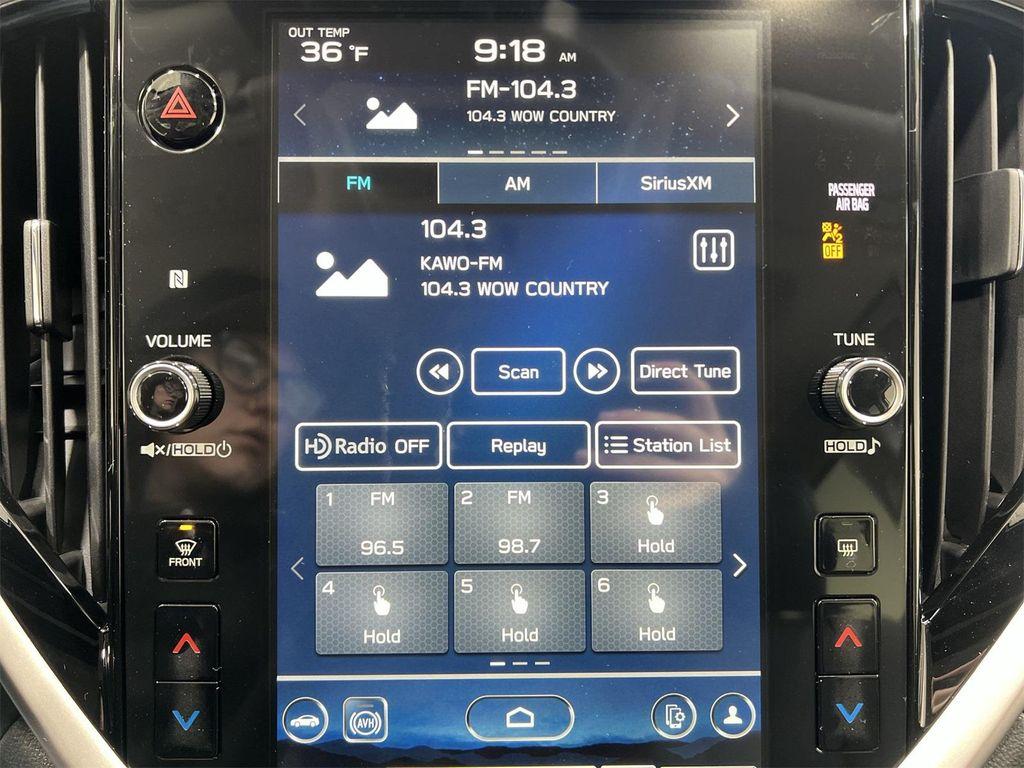 OUT TEMP
36 °F
9:18 AM
FM-104.3
104.3 WOW COUNTRY
FM AM SiriusXM
PASSENGER
AIR BAG
2
OFF
104.3
KAWO-FM
104.3 WOW COUNTRY
N
VOLUME
TUNE
Scan
Direct Tune
/HOLD
HOLD
HD Radio OFF
Replay
Station List
1 FM
96.5
2 FM
98.7
3
Hold
FRONT
4
Hold
5
Hold
6
Hold
AVH